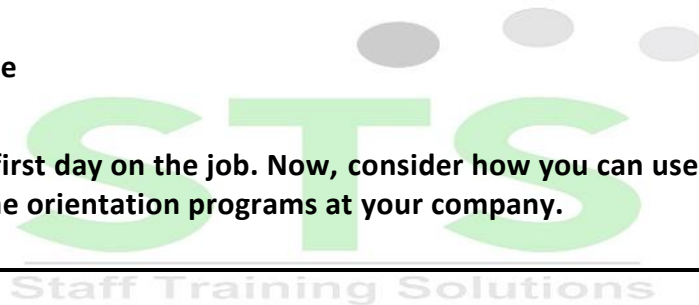 e
first day on the job. Now, consider how you can use
ne orientation programs at your company.
STS
Staff Training Solutions